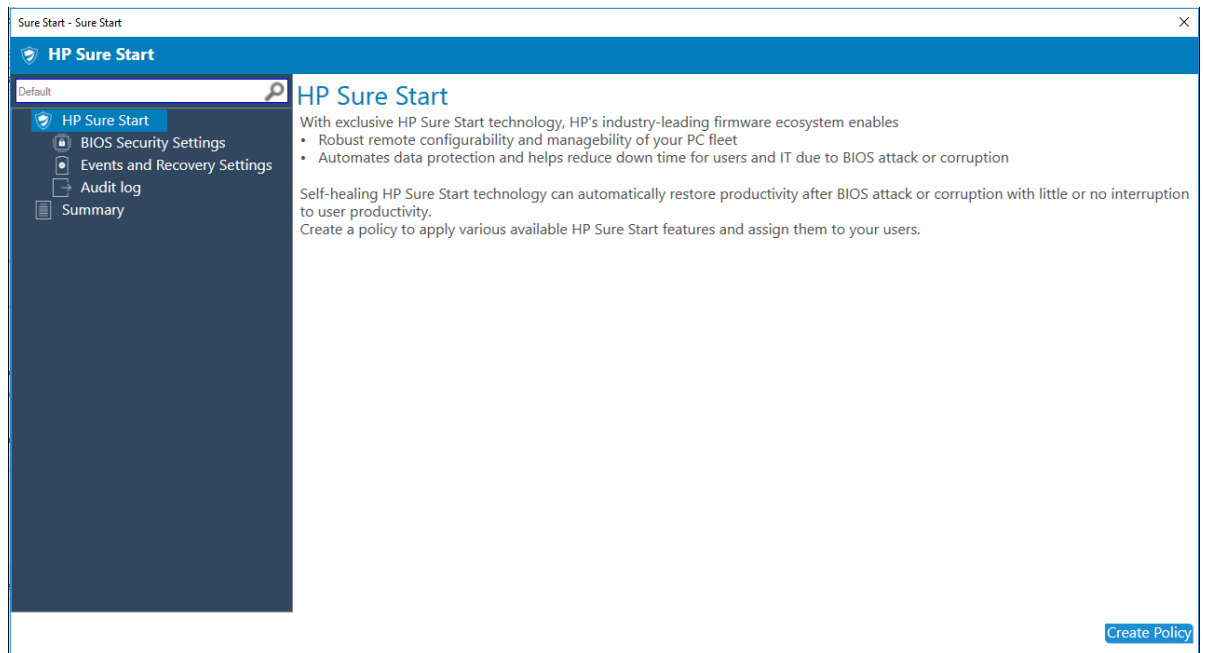 Sure Start - Sure Start
HP Sure Start
Default
HP Sure Start
BIOS Security Settings
Events and Recovery Settings
Audit log
Summary
HP Sure Start
With exclusive HP Sure Start technology, HP's industry-leading firmware ecosystem enables
• Robust remote configurability and managebility of your PC fleet
• Automates data protection and helps reduce down time for users and IT due to BIOS attack or corruption
Self-healing HP Sure Start technology can automatically restore productivity after BIOS attack or corruption with little or no interruption
to user productivity.
Create a policy to apply various available HP Sure Start features and assign them to your users.
Create Policy